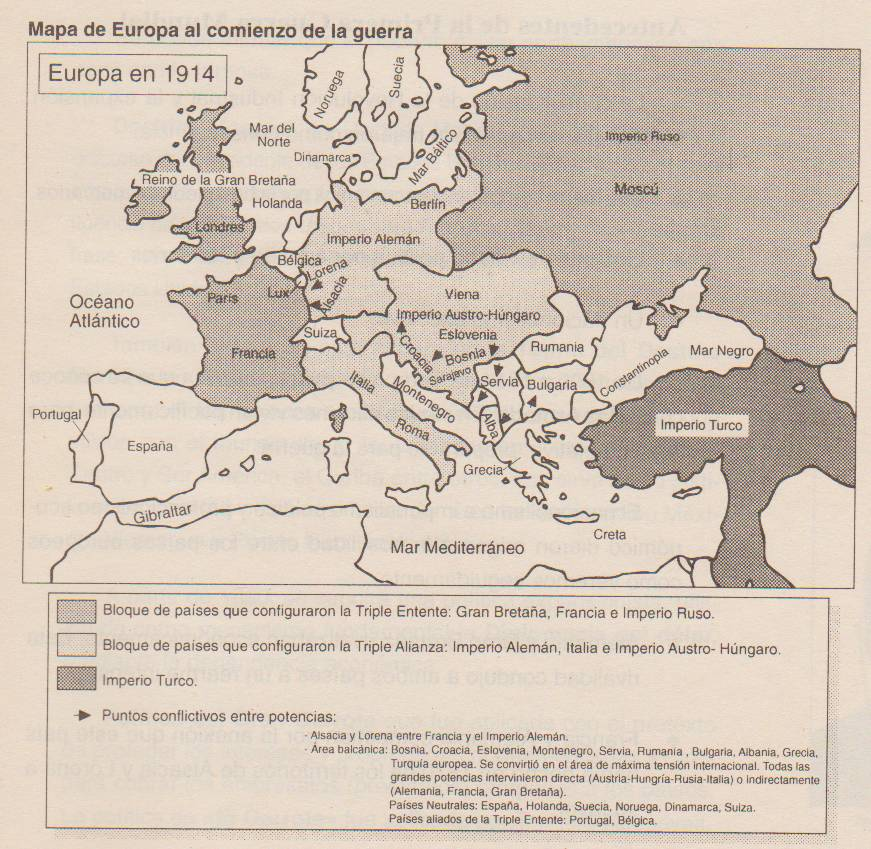 Mapa de Europa al comienzo de la guerra
Europa en 1914
Noruega
Suecia
Mar del
Norte
Dinamarca
Mar Báltico
Imperio Ruso
Moscú
Reino de la Gran Bretaña
Holanda
Berlín
Londres
Imperio Alemán
Bélgica
Lorena
Lux
Alsacia
París
Viena
Océano
Atlántico
Imperio Austro-Húngaro
Suiza
Eslovenia
Croacia
Bosnia
Sarajevo
Rumania
Constantinopla
Mar Negro
Francia
Italia
Montenegro
Servia
Bulgaria
Portugal
España
Roma
Alba
Imperio Turco
Grecia
Gibraltar
Creta
Mar Mediterráneo
Bloque de países que configuraron la Triple Entente: Gran Bretaña, Francia e Imperio Ruso.
Bloque de países que configuraron la Triple Alianza: Imperio Alemán, Italia e Imperio Austro- Húngaro.
Imperio Turco.
Puntos conflictivos entre potencias:
- Alsacia y Lorena entre Francia y el Imperio Alemán.
- Área balcánica: Bosnia, Croacia, Eslovenia, Montenegro, Servia, Rumania , Bulgaria, Albania, Grecia,
Turquía europea. Se convirtió en el área de máxima tensión internacional. Todas las
grandes potencias intervinieron directa (Austria-Hungría-Rusia-Italia) o indirectamente
(Alemania, Francia, Gran Bretaña).
Países Neutrales: España, Holanda, Suecia, Noruega, Dinamarca, Suiza.
Países aliados de la Triple Entente: Portugal, Bélgica.